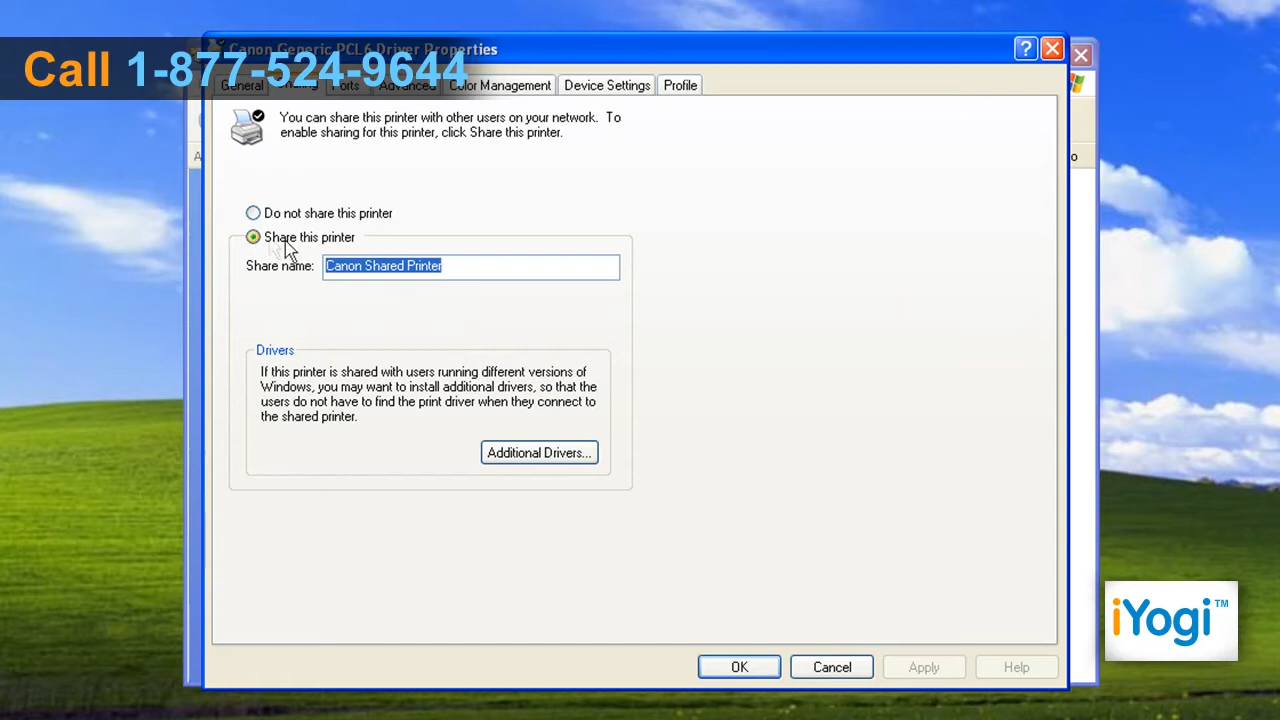 Canon Generic PCL6 Driver Properties
Call 1-877-524-9644
General Sharing Ports Advanced Color Management Device Settings Profile
You can share this printer with other users on your network. To
enable sharing for this printer, click Share this printer.
Do not share this printer
Share this printer
Share name: Canon Shared Printer
Drivers
If this printer is shared with users running different versions of
Windows, you may want to install additional drivers, so that the
users do not have to find the print driver when they connect to
the shared printer.
Additional Drivers...
OK Cancel Apply Help
iYogi™